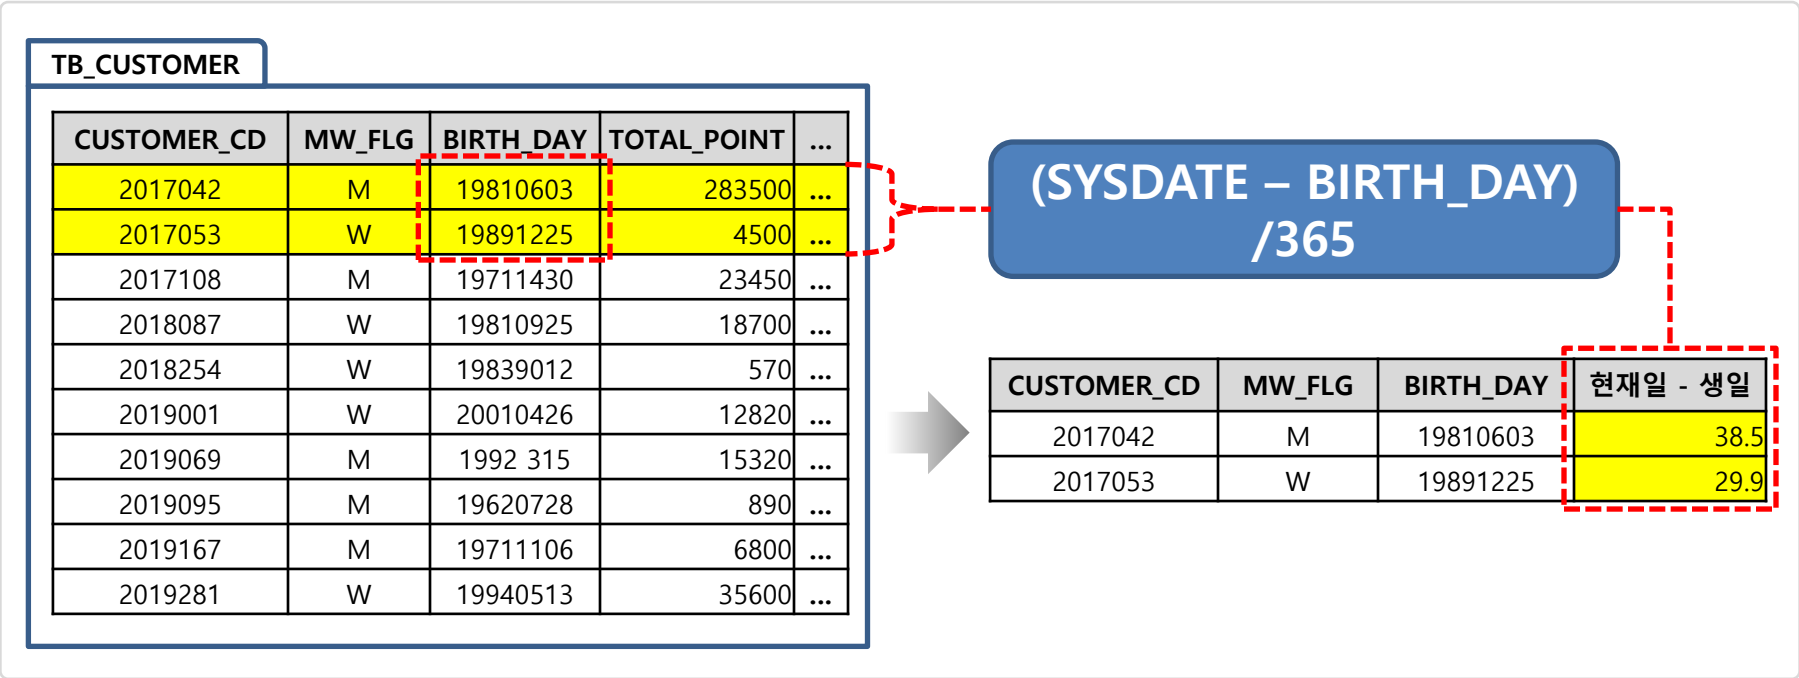 TB_CUSTOMER
CUSTOMER_CD MW_FLG BIRTH_DAY TOTAL_POINT ...
2017042 M 19810603 283500 ...
2017053 W 19891225 4500 ...
2017108 M 19711430 23450 ...
2018087 W 19810925 18700 ...
2018254 W 19839012 570 ...
2019001 W 20010426 12820 ...
2019069 M 1992 315 15320 ...
2019095 M 19620728 890 ...
2019167 M 19711106 6800 ...
2019281 W 19940513 35600 ...
(SYSDATE – BIRTH_DAY)
/365
CUSTOMER_CD MW_FLG BIRTH_DAY 현재일 - 생일
2017042 M 19810603 38.5
2017053 W 19891225 29.9